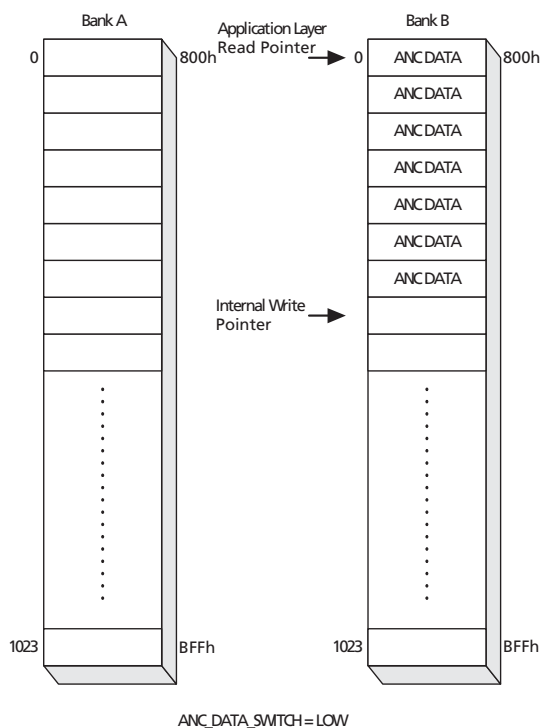 Bank A
0
800h
1023
BFFh
Application Layer
Read Pointer
Internal Write
Pointer
Bank B
0
ANC DATA
800h
ANC DATA
ANC DATA
ANC DATA
ANC DATA
ANC DATA
ANC DATA
1023
BFFh
ANC_DATA_SWITCH = LOW